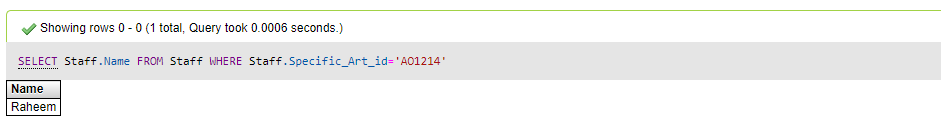 Showing rows 0 - 0 (1 total, Query took 0.0006 seconds.)
SELECT Staff.Name FROM Staff WHERE Staff.Specific_Art_id='AO1214'
Name
Raheem